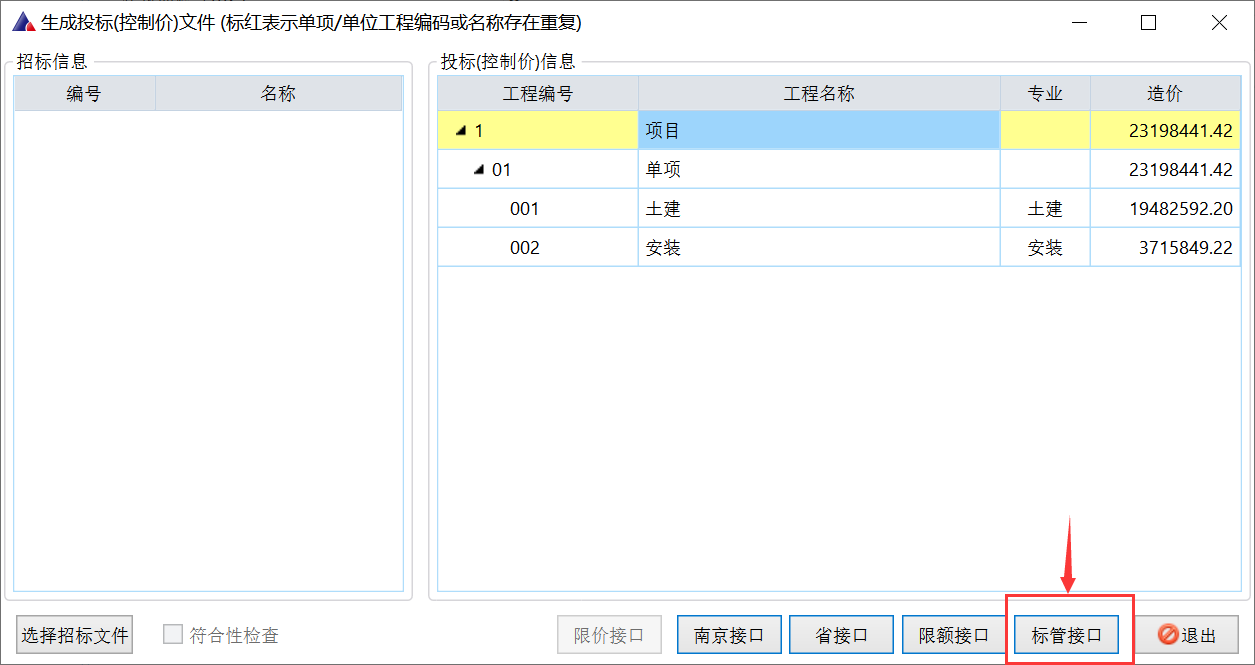 生成投标(控制价)文件 (标红表示单项/单位工程编码或名称存在重复)
招标信息
编号 名称
投标(控制价)信息
工程编号 工程名称 专业 造价
1 项目 23198441.42
01 单项 23198441.42
001 土建 土建 19482592.20
002 安装 安装 3715849.22
选择招标文件 符合性检查 限价接口 南京接口 省接口 限额接口 标管接口 退出